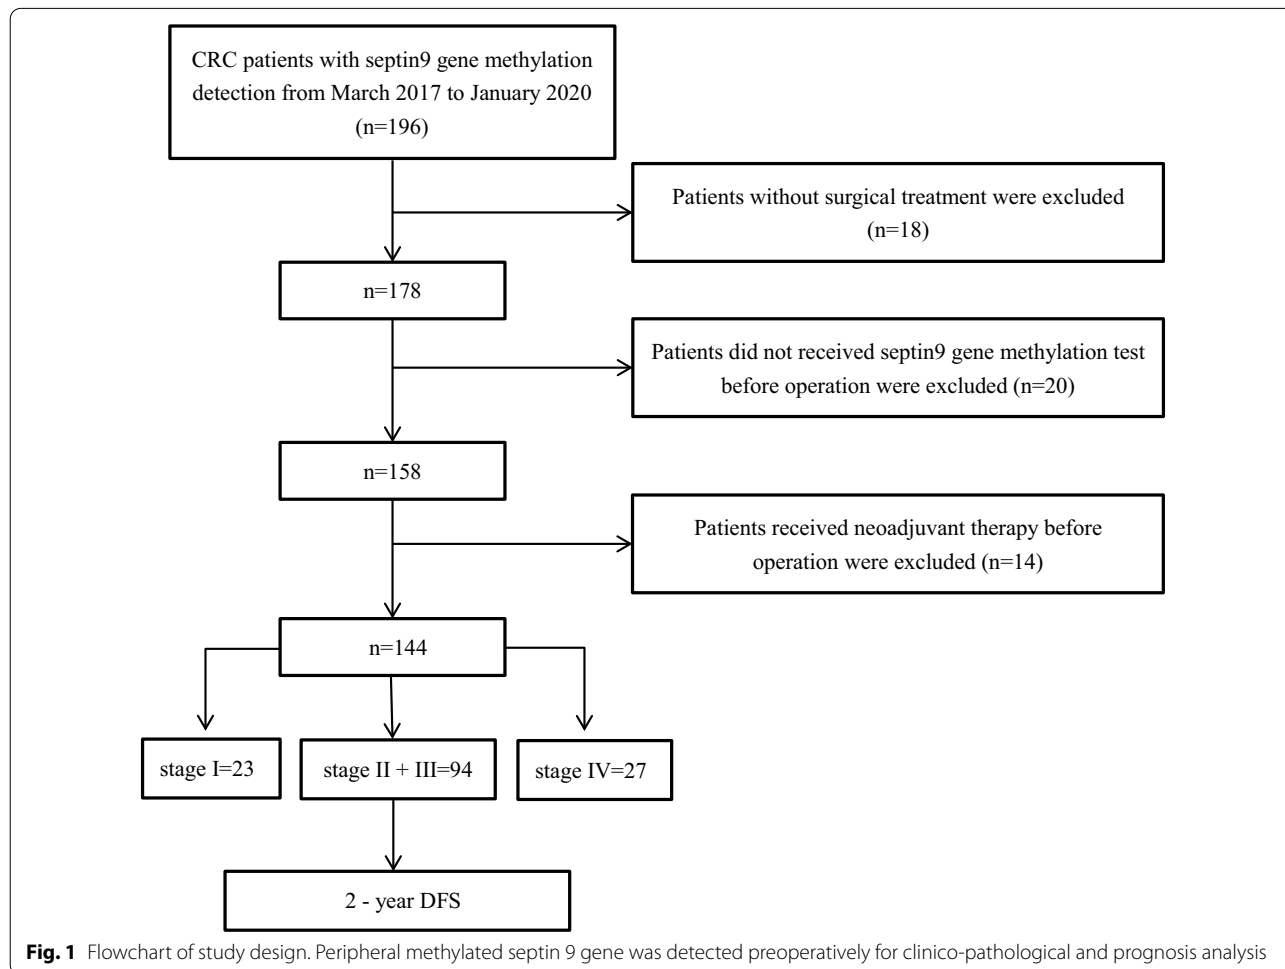 CRC patients with septin9 gene methylation
detection from March 2017 to January 2020
(n=196)
Patients without surgical treatment were excluded
(n=18)
n=178
Patients did not received septin9 gene methylation test
before operation were excluded (n=20)
n=158
Patients received neoadjuvant therapy before
operation were excluded (n=14)
n=144
stage I=23
stage II + III=94
stage IV=27
2 - year DFS
Fig. 1 Flowchart of study design. Peripheral methylated septin 9 gene was detected preoperatively for clinico-pathological and prognosis analysis